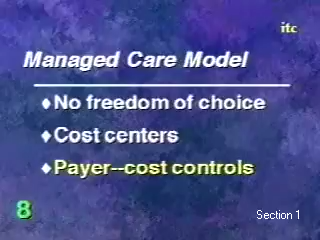 itc
Managed Care Model
♦No freedom of choice
♦Cost centers
♦Payer--cost controls
8
Section 1